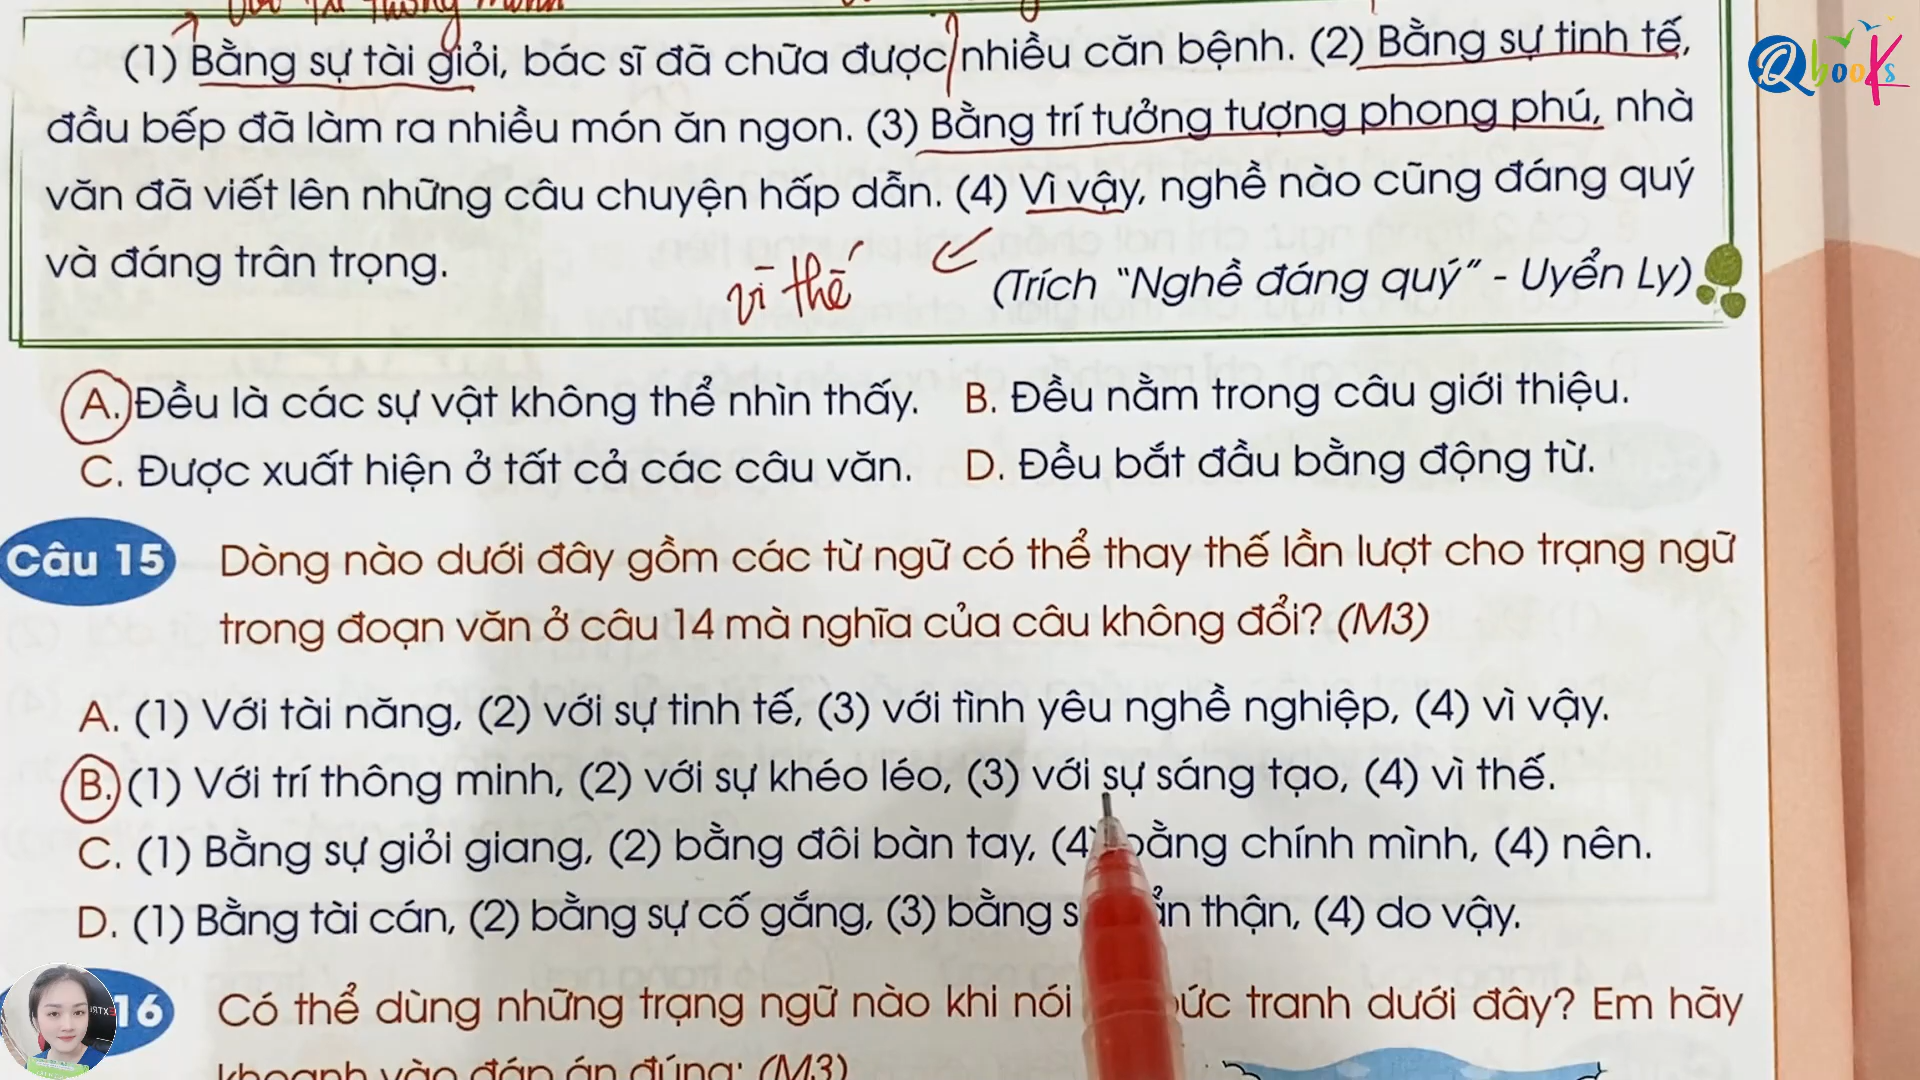 (1) Bằng sự tài giỏi, bác sĩ đã chữa được nhiều căn bệnh. (2) Bằng sự tinh tế,
đầu bếp đã làm ra nhiều món ăn ngon. (3) Bằng trí tưởng tượng phong phú, nhà
văn đã viết lên những câu chuyện hấp dẫn. (4) Vì vậy, nghề nào cũng đáng quý
và đáng trân trọng.
vì thế
(Trích “Nghề đáng quý” - Uyển Ly)
A. Đều là các sự vật không thể nhìn thấy. B. Đều nằm trong câu giới thiệu.
C. Được xuất hiện ở tất cả các câu văn. D. Đều bắt đầu bằng động từ.
Câu 15 Dòng nào dưới đây gồm các từ ngữ có thể thay thế lần lượt cho trạng ngữ
trong đoạn văn ở câu 14 mà nghĩa của câu không đổi? (M3)
A. (1) Với tài năng, (2) với sự tinh tế, (3) với tình yêu nghề nghiệp, (4) vì vậy.
B. (1) Với trí thông minh, (2) với sự khéo léo, (3) với sự sáng tạo, (4) vì thế.
C. (1) Bằng sự giỏi giang, (2) bằng đôi bàn tay, (4) bằng chính mình, (4) nên.
D. (1) Bằng tài cán, (2) bằng sự cố gắng, (3) bằng thận, (4) do vậy.
16 Có thể dùng những trạng ngữ nào khi nói bức tranh dưới đây? Em hãy
khoanh vào đáp án đúng: (M3)
Qbooks